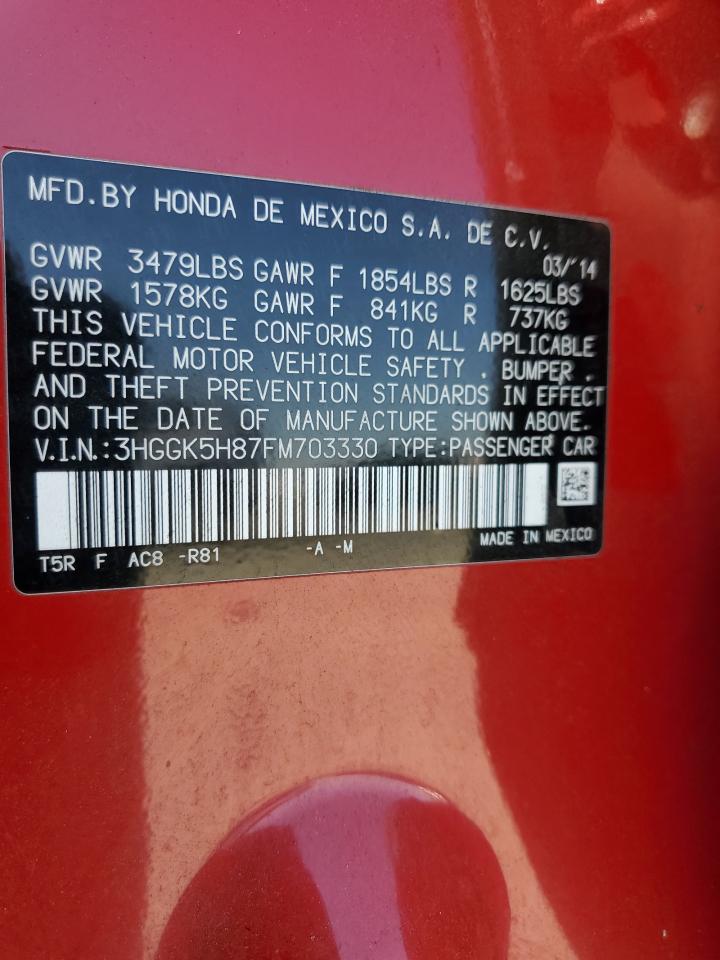 MFD.BY HONDA DE MEXICO S.A. DE C.V.
03/'14
GVWR 3479LBS GAWR F 1854LBS R 1625LBS
GVWR 1578KG GAWR F 841KG R 737KG
THIS VEHICLE CONFORMS TO ALL APPLICABLE
FEDERAL MOTOR VEHICLE SAFETY , BUMPER ,
AND THEFT PREVENTION STANDARDS IN EFFECT
ON THE DATE OF MANUFACTURE SHOWN ABOVE.
V.I.N.:3HGGK5H87FM703330 TYPE:PASSENGER CAR
T5R F AC8 -R81 -A -M MADE IN MEXICO